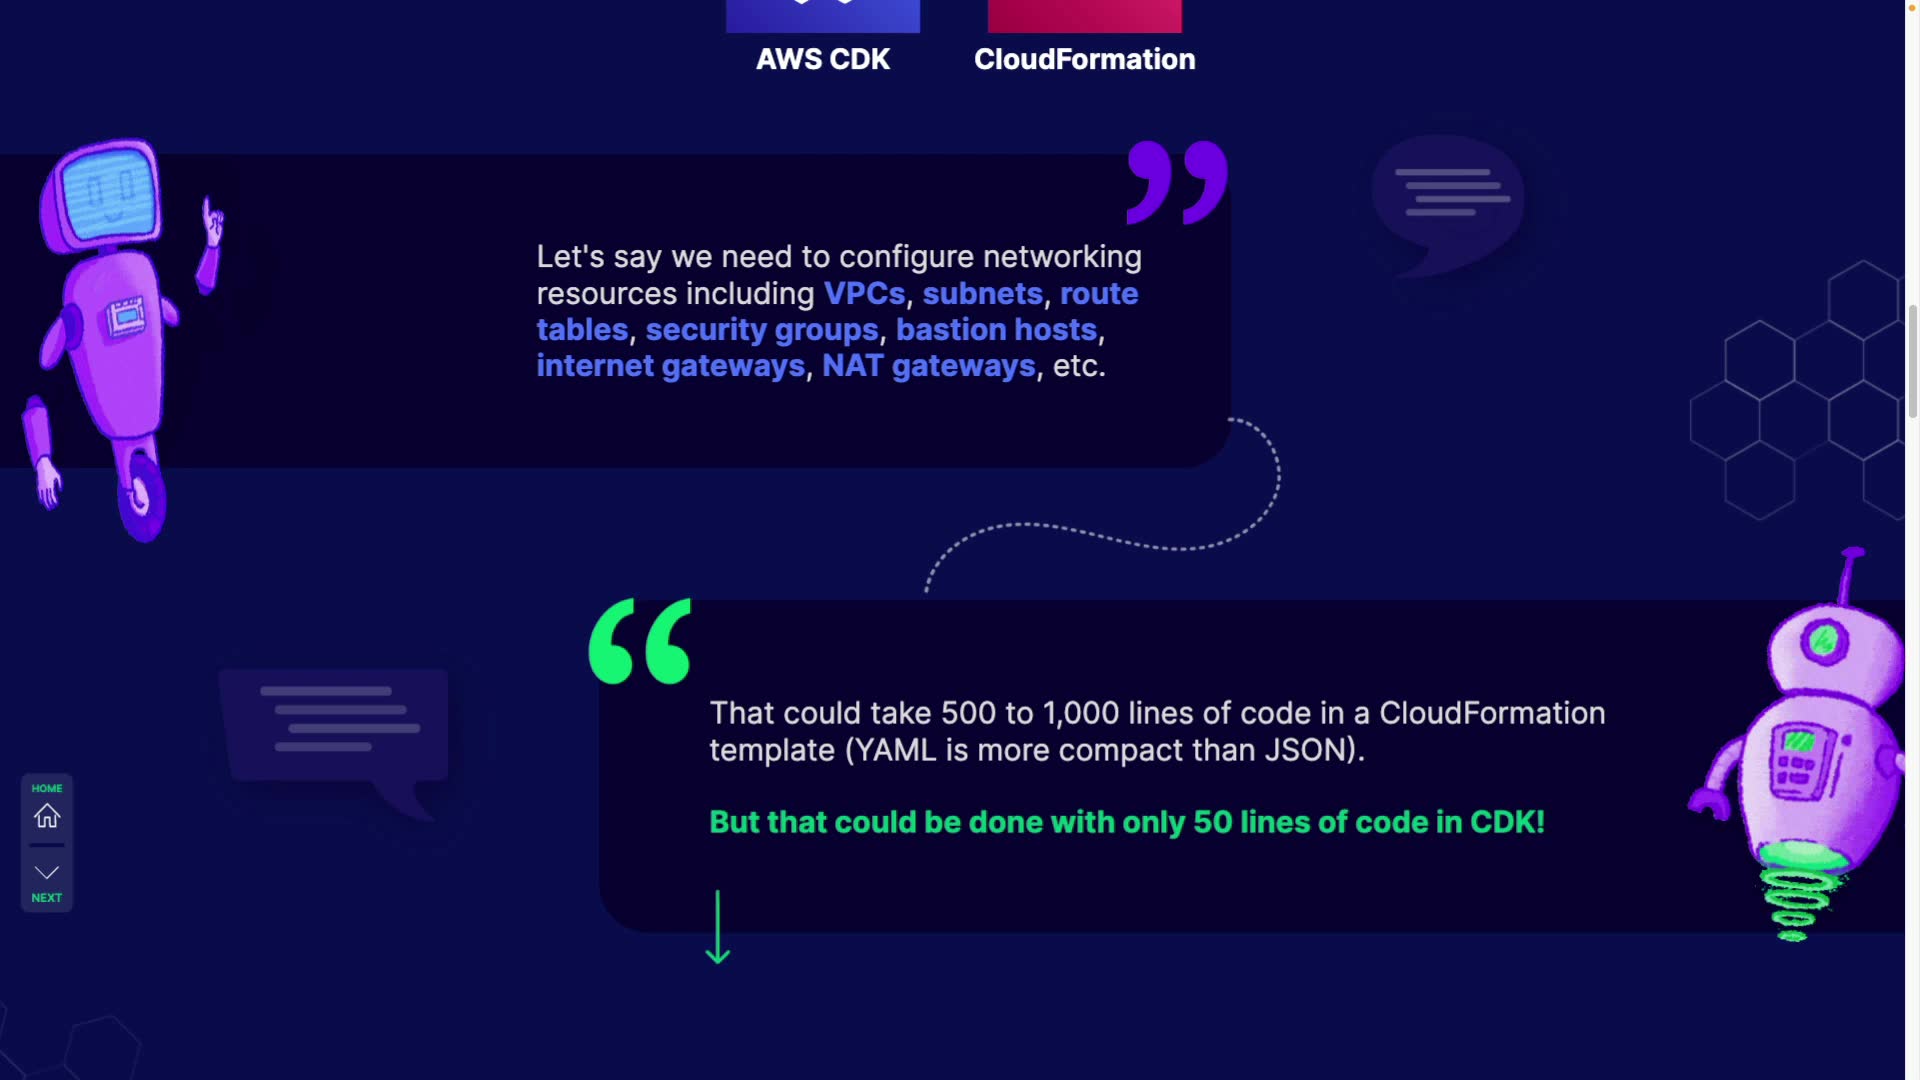 AWS CDK
CloudFormation
Let's say we need to configure networking
resources including VPCs, subnets, route
tables, security groups, bastion hosts,
internet gateways, NAT gateways, etc.
That could take 500 to 1,000 lines of code in a CloudFormation
template (YAML is more compact than JSON).
But that could be done with only 50 lines of code in CDK!
HOME
NEXT